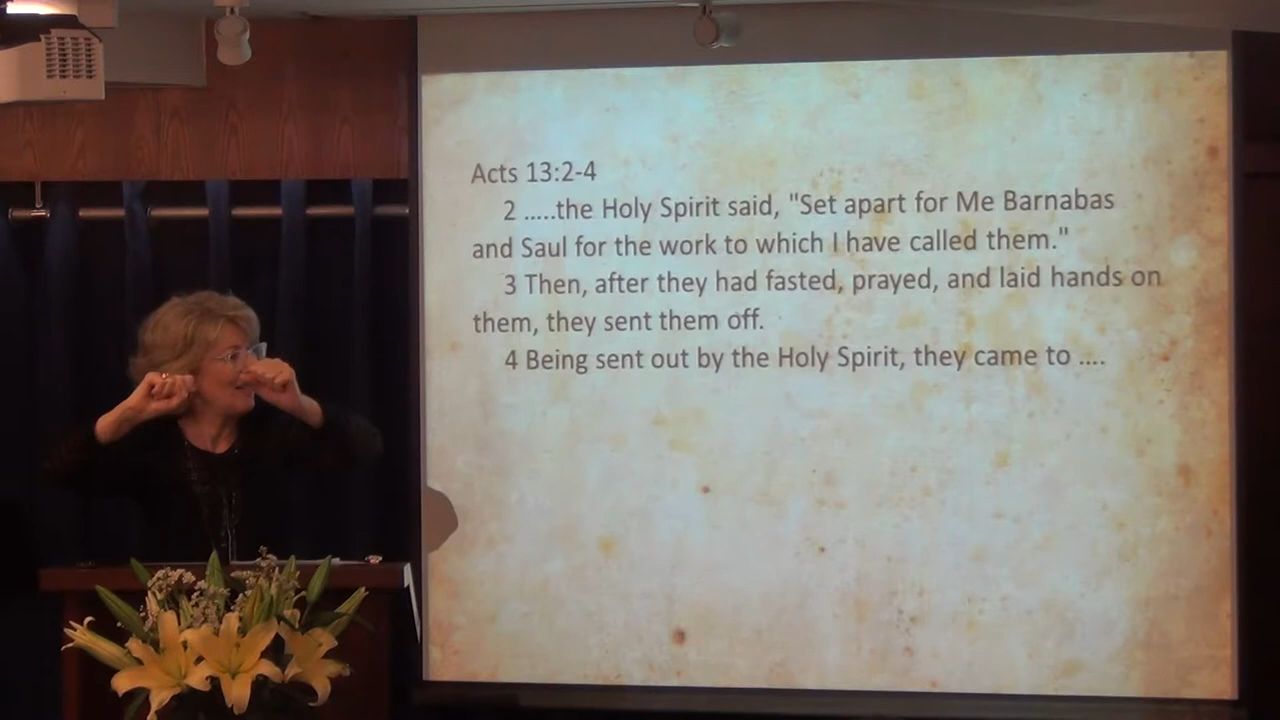 Acts 13:2-4
2 .....the Holy Spirit said, "Set apart for Me Barnabas
and Saul for the work to which I have called them."
3 Then, after they had fasted, prayed, and laid hands on
them, they sent them off.
4 Being sent out by the Holy Spirit, they came to ....